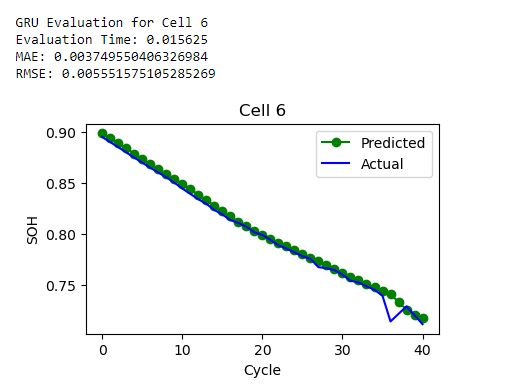 GRU Evaluation for Cell 6
Evaluation Time: 0.015625
MAE: 0.003749550406326984
RMSE: 0.005551575105285269
Cell 6
Predicted
Actual
0.90
0.85
0.80
0.75
SOH
0 10 20 30 40
Cycle